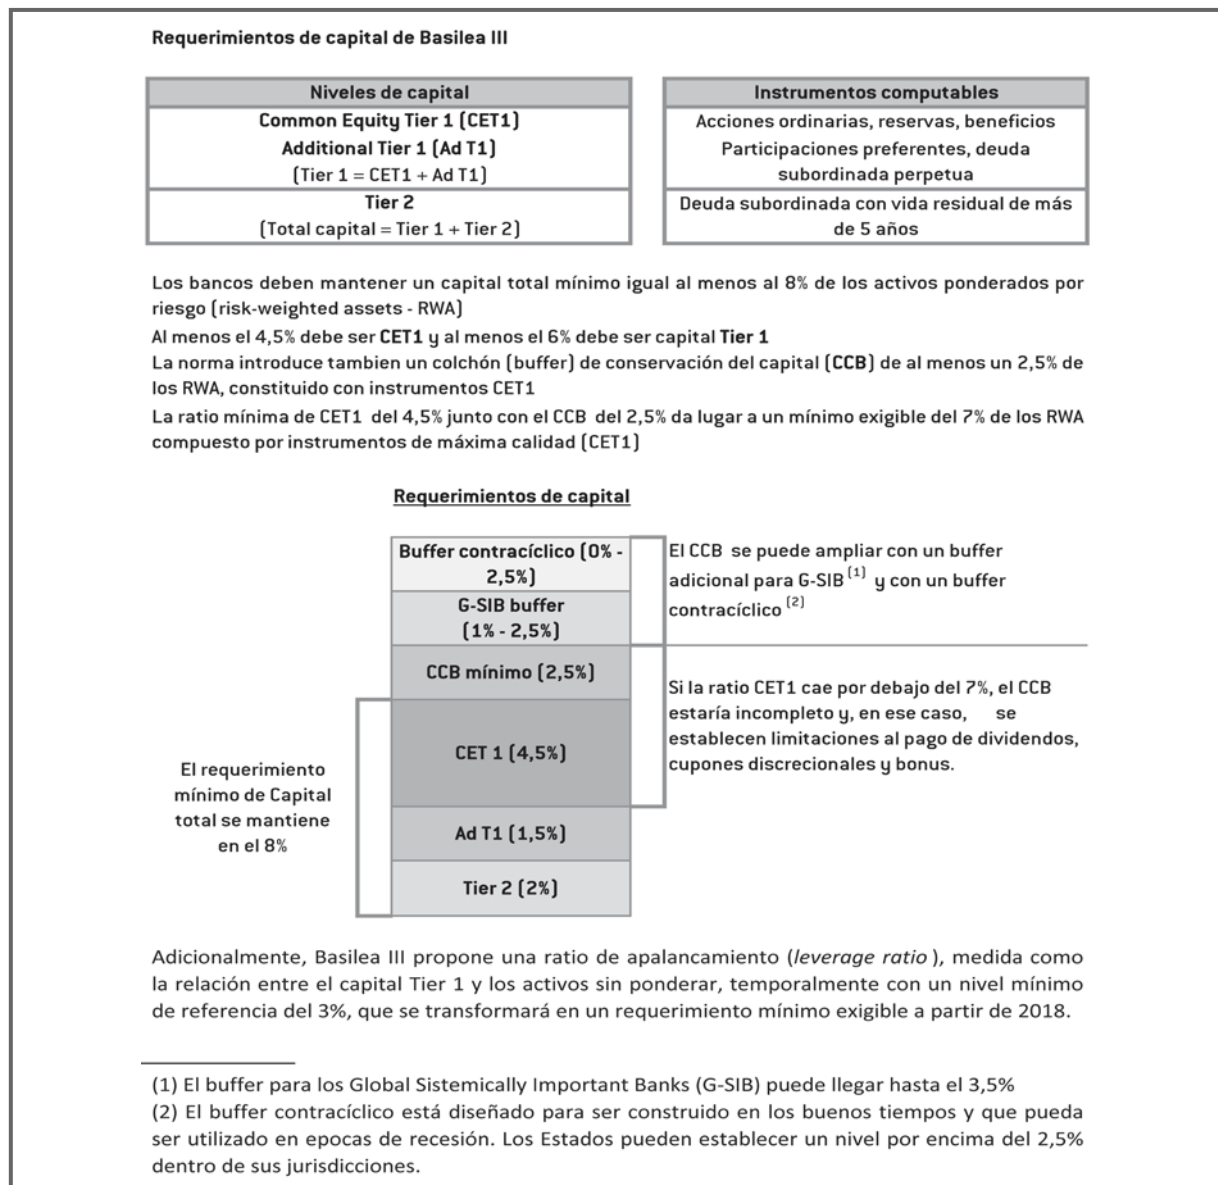 Requerimientos de capital de Basilea III
Niveles de capital
Common Equity Tier 1 (CET1)
Additional Tier 1 (Ad T1)
(Tier 1 = CET1 + Ad T1)
Tier 2
(Total capital = Tier 1 + Tier 2)
Instrumentos computables
Acciones ordinarias, reservas, beneficios
Participaciones preferentes, deuda
subordinada perpetua
Deuda subordinada con vida residual de más
de 5 años
Los bancos deben mantener un capital total mínimo igual al menos al 8% de los activos ponderados por
riesgo (risk-weighted assets - RWA)
Al menos el 4,5% debe ser CET1 y al menos el 6% debe ser capital Tier 1
La norma introduce tambien un colchón (buffer) de conservación del capital (CCB) de al menos un 2,5% de
los RWA, constituido con instrumentos CET1
La ratio mínima de CET1 del 4,5% junto con el CCB del 2,5% da lugar a un mínimo exigible del 7% de los RWA
compuesto por instrumentos de máxima calidad (CET1)
Requerimientos de capital
Buffer contracíclico (0% -
2,5%)
G-SIB buffer
(1% - 2,5%)
CCB mínimo (2,5%)
CET 1 (4,5%)
Ad T1 (1,5%)
Tier 2 (2%)
El CCB se puede ampliar con un buffer
adicional para G-SIB (1) y con un buffer
contracíclico (2)
Si la ratio CET1 cae por debajo del 7%, el CCB
estaría incompleto y, en ese caso, se
establecen limitaciones al pago de dividendos,
cupones discrecionales y bonus.
El requerimiento
mínimo de Capital
total se mantiene
en el 8%
Adicionalmente, Basilea III propone una ratio de apalancamiento (leverage ratio ), medida como
la relación entre el capital Tier 1 y los activos sin ponderar, temporalmente con un nivel mínimo
de referencia del 3%, que se transformará en un requerimiento mínimo exigible a partir de 2018.
(1) El buffer para los Global Sistemically Important Banks (G-SIB) puede llegar hasta el 3,5%
(2) El buffer contracíclico está diseñado para ser construido en los buenos tiempos y que pueda
ser utilizado en epocas de recesión. Los Estados pueden establecer un nivel por encima del 2,5%
dentro de sus jurisdicciones.